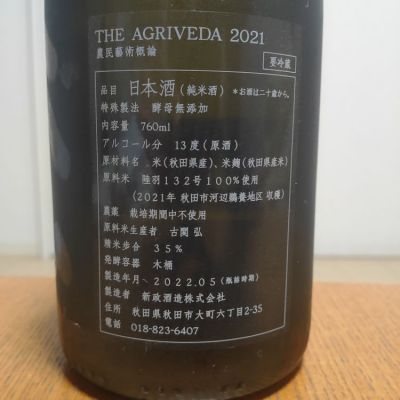 THE AGRIVEDA 2021
農民藝術概論
要冷蔵
品目 日本酒(純米酒) *お酒は二十歳から。
特殊製法 酵母無添加
内容量 760ml
アルコール分 13度(原酒)
原材料名 米(秋田県産)、米麹(秋田県産米)
原料米 陸羽132号100%使用
(2021年 秋田市河辺鵜養地区 収穫)
農薬 栽培期間中不使用
原料米生産者 古関 弘
精米歩合 35%
発酵容器 木桶
製造年月 2022.05(瓶詰時期)
製造者 新政酒造株式会社
住所 秋田県秋田市大町六丁目2-35
電話 018-823-6407